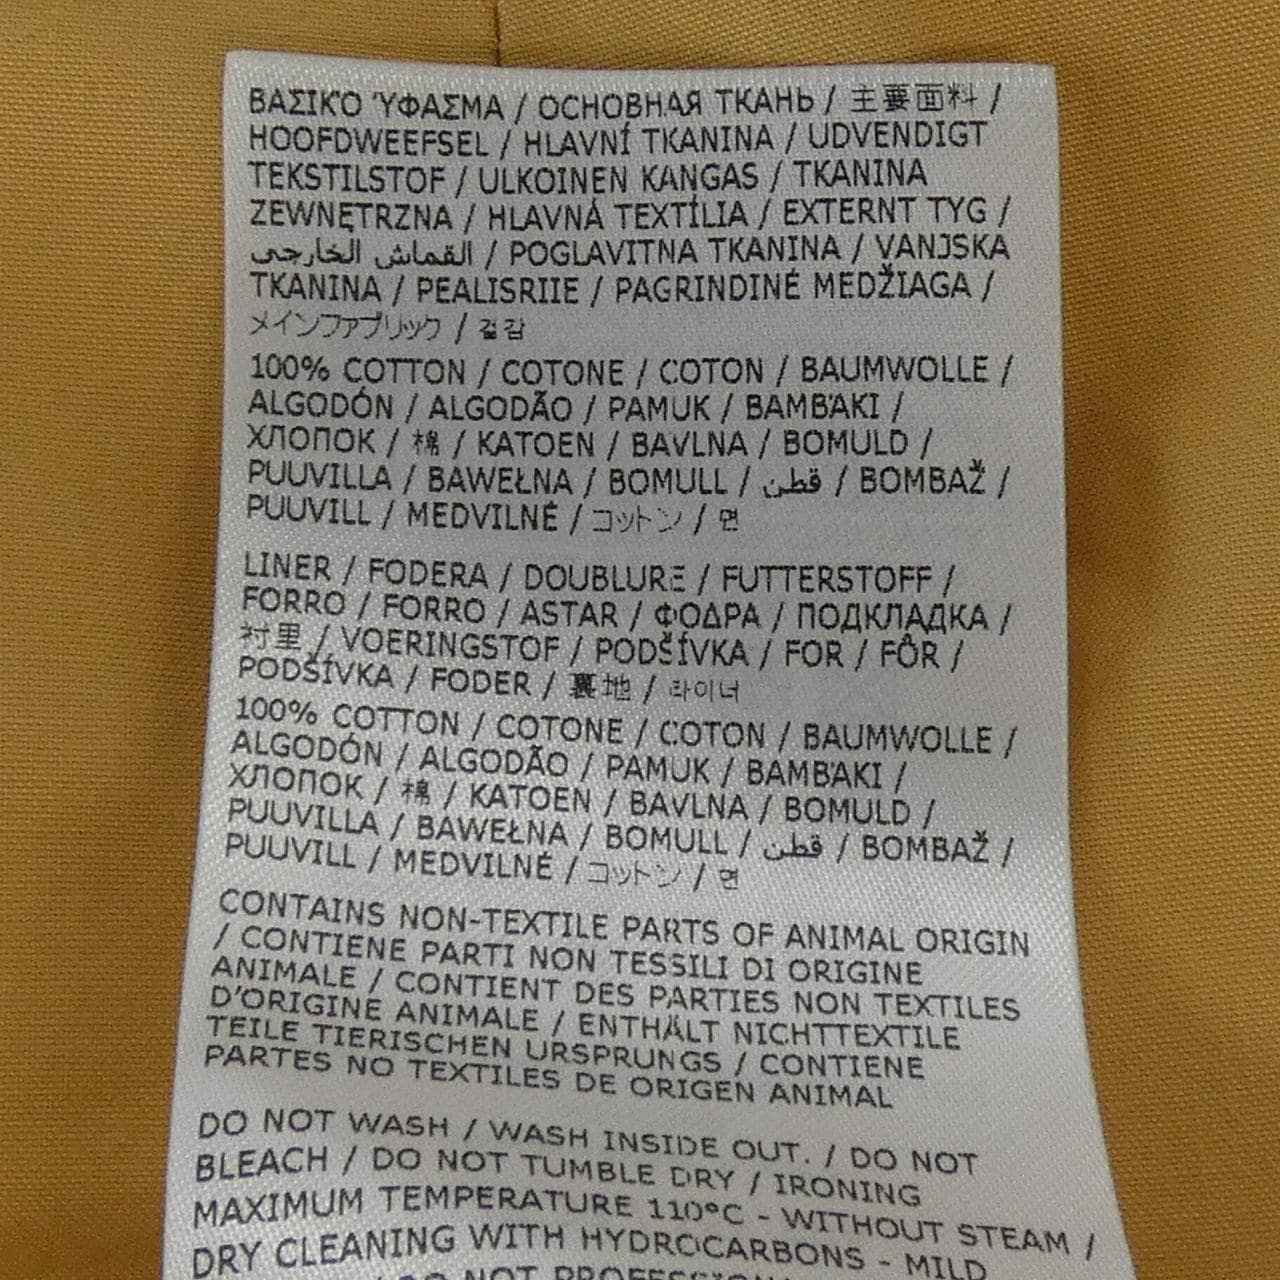 ΒΑΣΙΚΌ ΎΦΑΣΜΑ / ОСНОВНАЯ ТКАНЬ / 主要面料 /
HOOFDWEEFSEL / HLAVNÍ TKANINA / UDVENDIGT
TEKSTILSTOF / ULKOINEN KANGAS / TKANINA
ZEWNĘTRZNA / HLAVNÁ TEXTÍLIA / EXTERNT TYG /
القماش الخارجي / POGLAVITNA TKANINA / VANJSKA
TKANINA / PEALISRIIE / PAGRINDINĖ MEDŽIAGA /
メインファブリック / 겉감
100% COTTON / COTONE / COTON / BAUMWOLLE /
ALGODÓN / ALGODÃO / PAMUK / ΒΑΜΒΆΚΙ /
ХЛОПОК / 棉 / KATOEN / BAVLNA / BOMULD /
PUUVILLA / BAWEŁNA / BOMULL / قطن / BOMBAŽ /
PUUVILL / MEDVILNĖ / コットン / 면
LINER / FODERA / DOUBLURE / FUTTERSTOFF /
FORRO / FORRO / ASTAR / ΦΟΔΡΑ / ПОДКЛАДКА /
衬里 / VOERINGSTOF / PODŠÍVKA / FOR / FÔR /
PODŠÍVKA / FODER / 裏地 / 라이너
100% COTTON / COTONE / COTON / BAUMWOLLE /
ALGODÓN / ALGODÃO / PAMUK / ΒΑΜΒΆΚΙ /
ХЛОПОК / 棉 / KATOEN / BAVLNA / BOMULD /
PUUVILLA / BAWEŁNA / BOMULL / قطن / BOMBAŽ /
PUUVILL / MEDVILNĖ / コットン / 면
CONTAINS NON-TEXTILE PARTS OF ANIMAL ORIGIN
/ CONTIENE PARTI NON TESSILI DI ORIGINE
ANIMALE / CONTIENT DES PARTIES NON TEXTILES
D'ORIGINE ANIMALE / ENTHÄLT NICHTTEXTILE
TEILE TIERISCHEN URSPRUNGS / CONTIENE
PARTES NO TEXTILES DE ORIGEN ANIMAL
DO NOT WASH / WASH INSIDE OUT. / DO NOT
BLEACH / DO NOT TUMBLE DRY / IRONING
MAXIMUM TEMPERATURE 110°C - WITHOUT STEAM /
DRY CLEANING WITH HYDROCARBONS - MILD
/ DO NOT